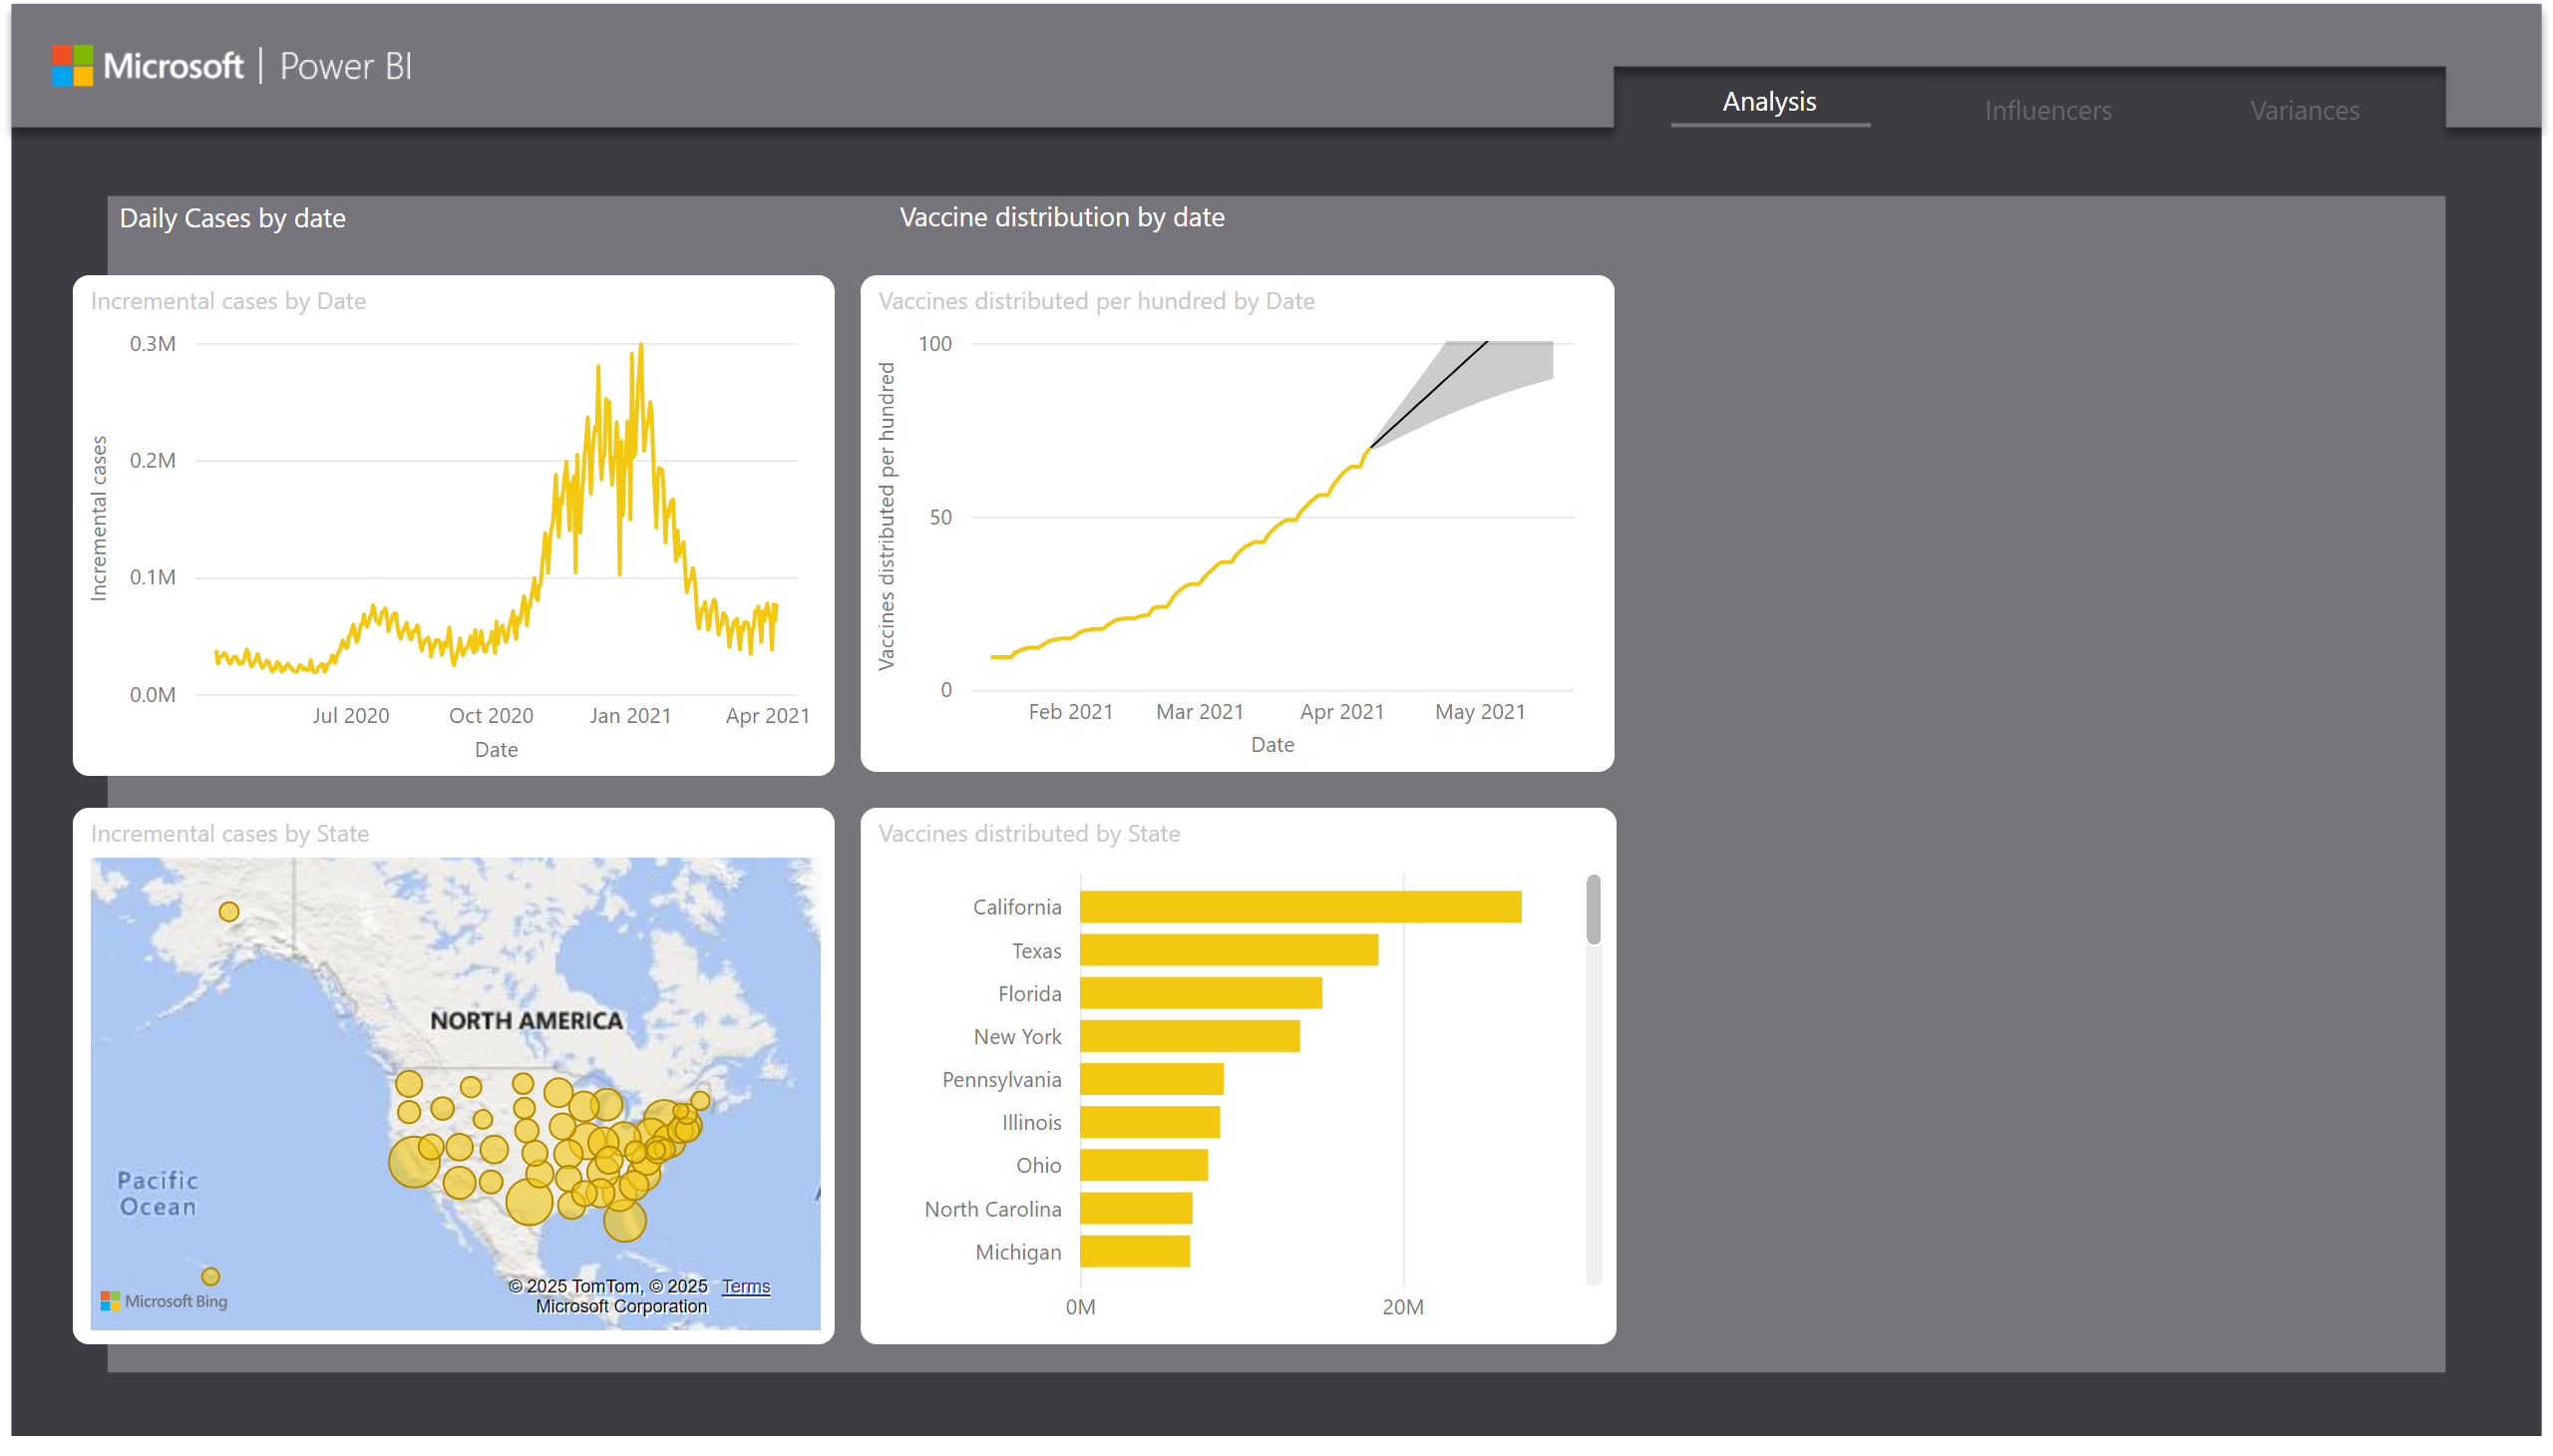 Microsoft | Power BI
Analysis
Influencers
Variances
Daily Cases by date
Vaccine distribution by date
Incremental cases by Date
Incremental cases
0.3M
0.2M
0.1M
0.0M
Jul 2020
Oct 2020
Jan 2021
Apr 2021
Date
Vaccines distributed per hundred by Date
Vaccines distributed per hundred
100
50
0
Feb 2021
Mar 2021
Apr 2021
May 2021
Date
Incremental cases by State
NORTH AMERICA
Pacific
Ocean
Microsoft Bing
© 2025 TomTom, © 2025
Microsoft Corporation
Terms
Vaccines distributed by State
California
Texas
Florida
New York
Pennsylvania
Illinois
Ohio
North Carolina
Michigan
0M
20M